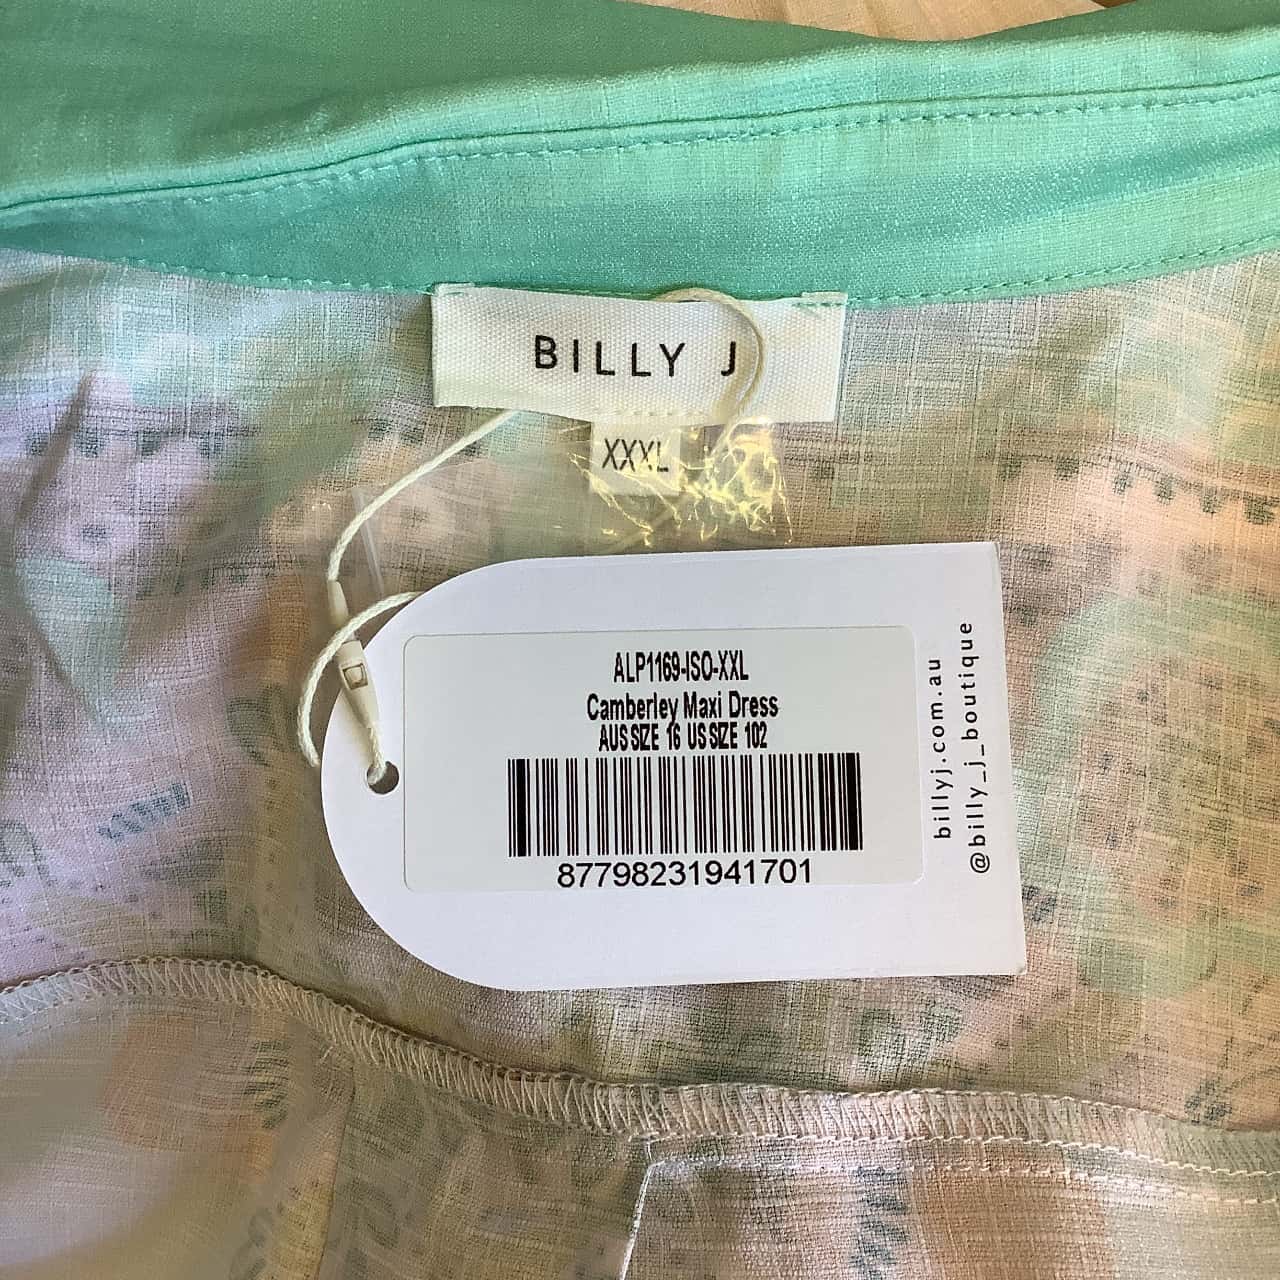 BILLY J
XXXL
ALP1169-ISO-XXL
Camberley Maxi Dress
AUS SIZE 16 US SIZE 102
87798231941701
billyj.com.au
@billy_j_boutique